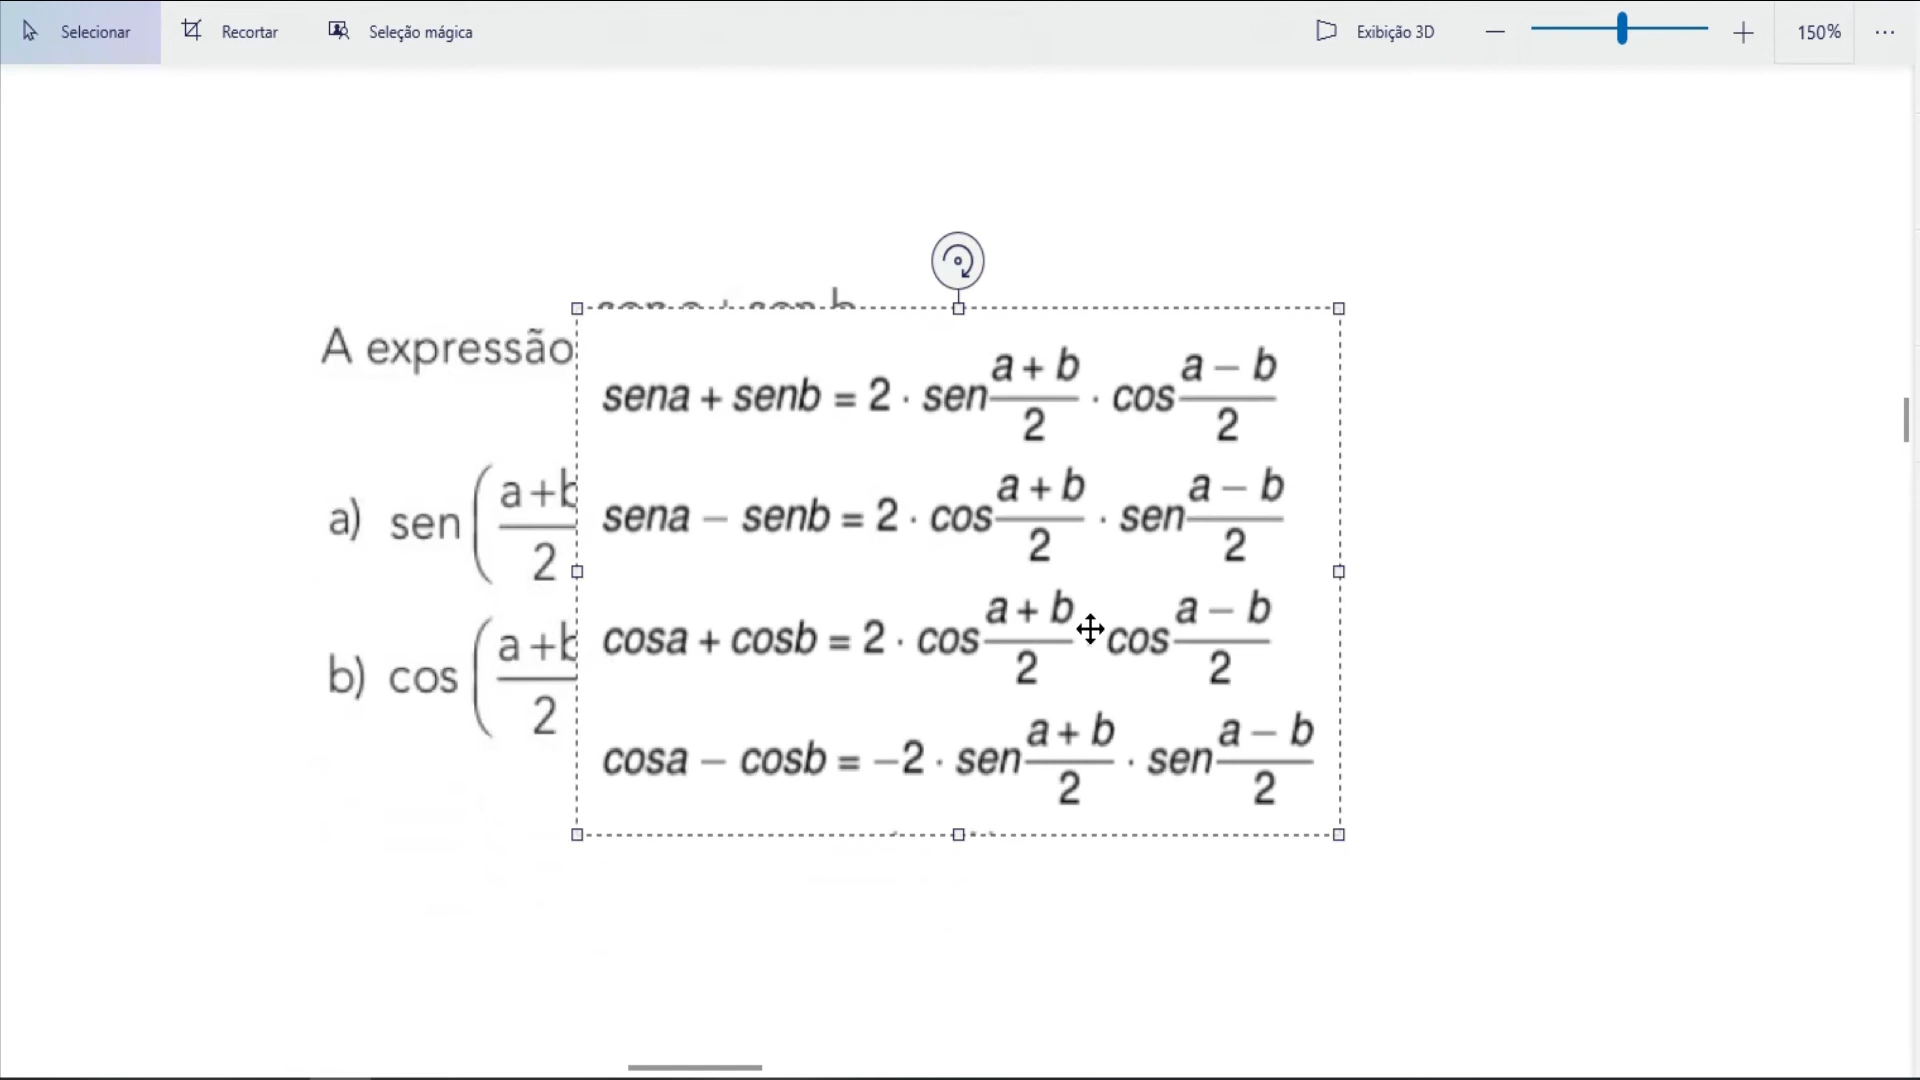 Selecionar Recortar Seleção mágica Exibição 3D 150%
sen a + sen b
A expressão
sena + senb = 2 · sen a + b / 2 · cos a − b / 2
a) sen ( a+b / 2
sena − senb = 2 · cos a + b / 2 · sen a − b / 2
cosa + cosb = 2 · cos a + b / 2 cos a − b / 2
b) cos ( a+b / 2
cosa − cosb = −2 · sen a + b / 2 · sen a − b / 2